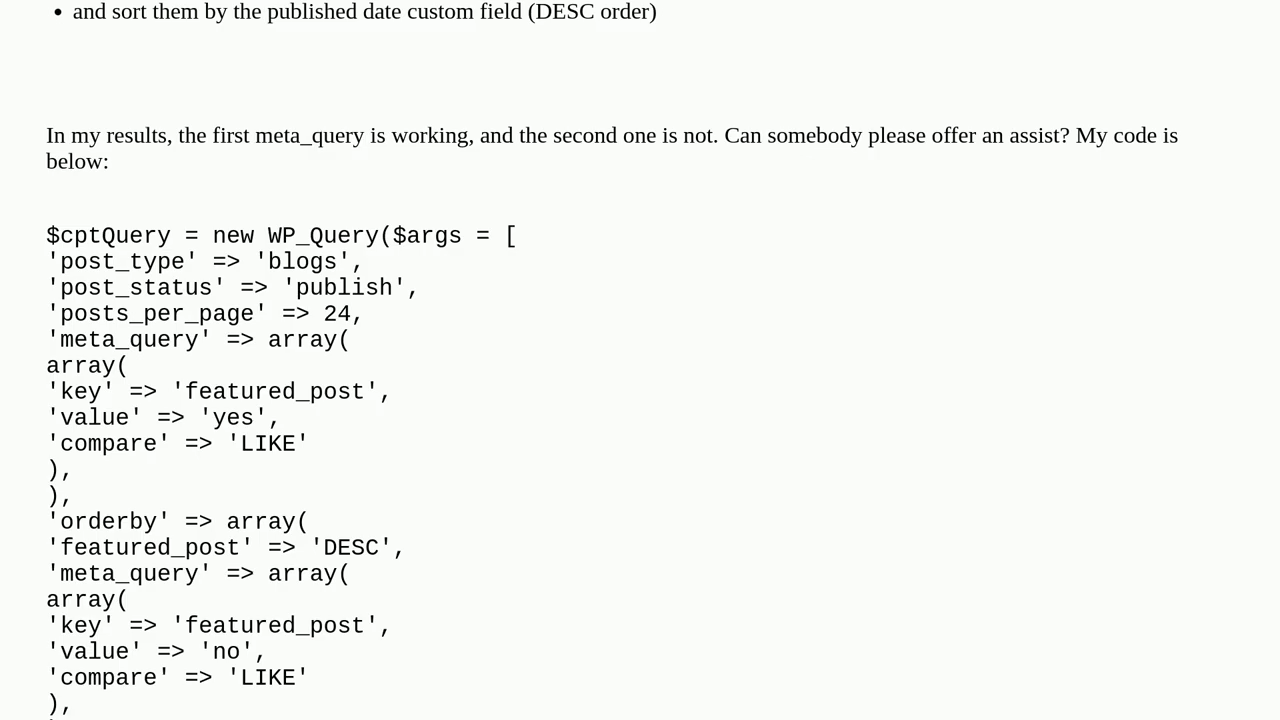 and sort them by the published date custom field (DESC order)
In my results, the first meta_query is working, and the second one is not. Can somebody please offer an assist? My code is
below:
$cptQuery = new WP_Query($args = [
'post_type' => 'blogs',
'post_status' => 'publish',
'posts_per_page' => 24,
'meta_query' => array(
array(
'key' => 'featured_post',
'value' => 'yes',
'compare' => 'LIKE'
),
),
'orderby' => array(
'featured_post' => 'DESC',
'meta_query' => array(
array(
'key' => 'featured_post',
'value' => 'no',
'compare' => 'LIKE'
),